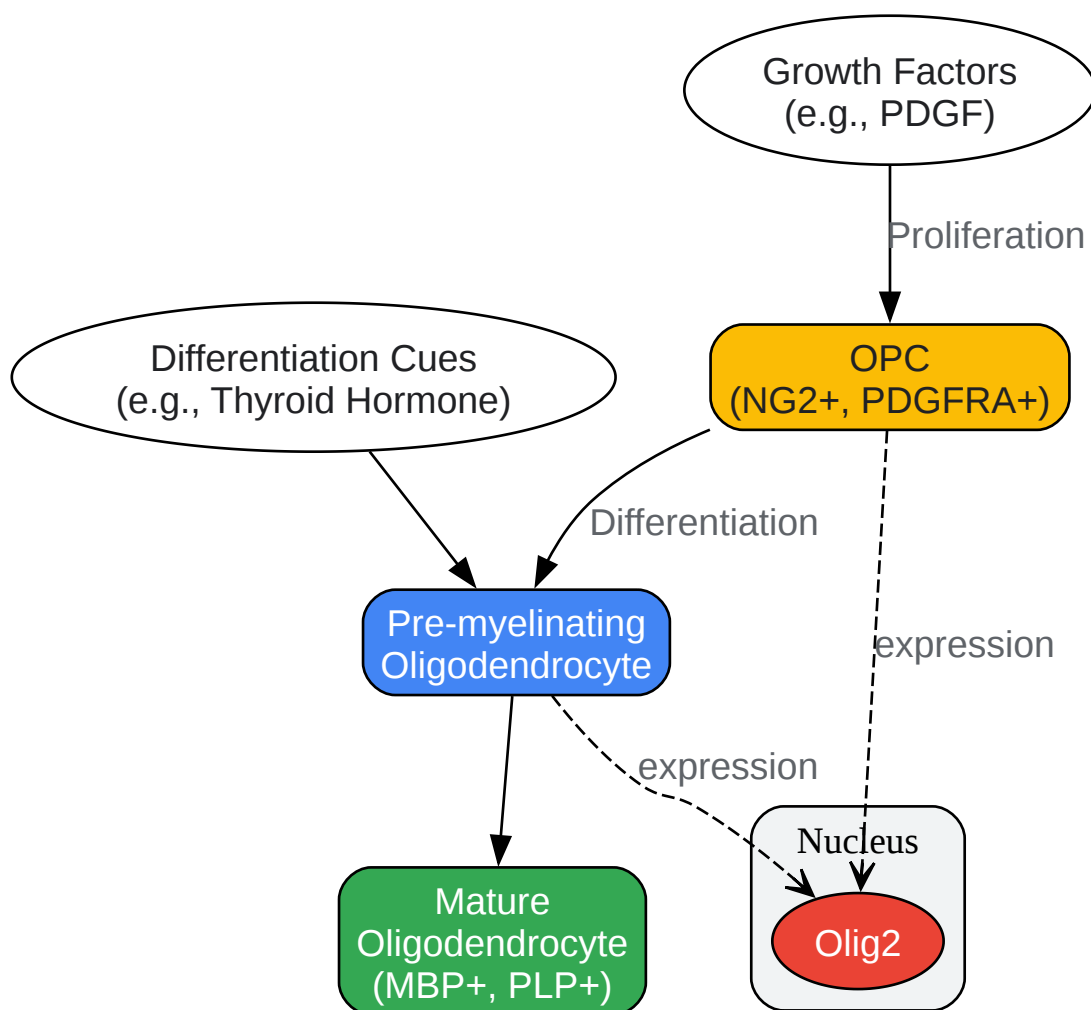 Growth Factors
(e.g., PDGF)
Proliferation
Differentiation Cues
(e.g., Thyroid Hormone)
OPC
(NG2+, PDGFRA+)
Differentiation
Pre-myelinating
Oligodendrocyte
expression
expression
Nucleus
Mature
Oligodendrocyte
(MBP+, PLP+)
Olig2